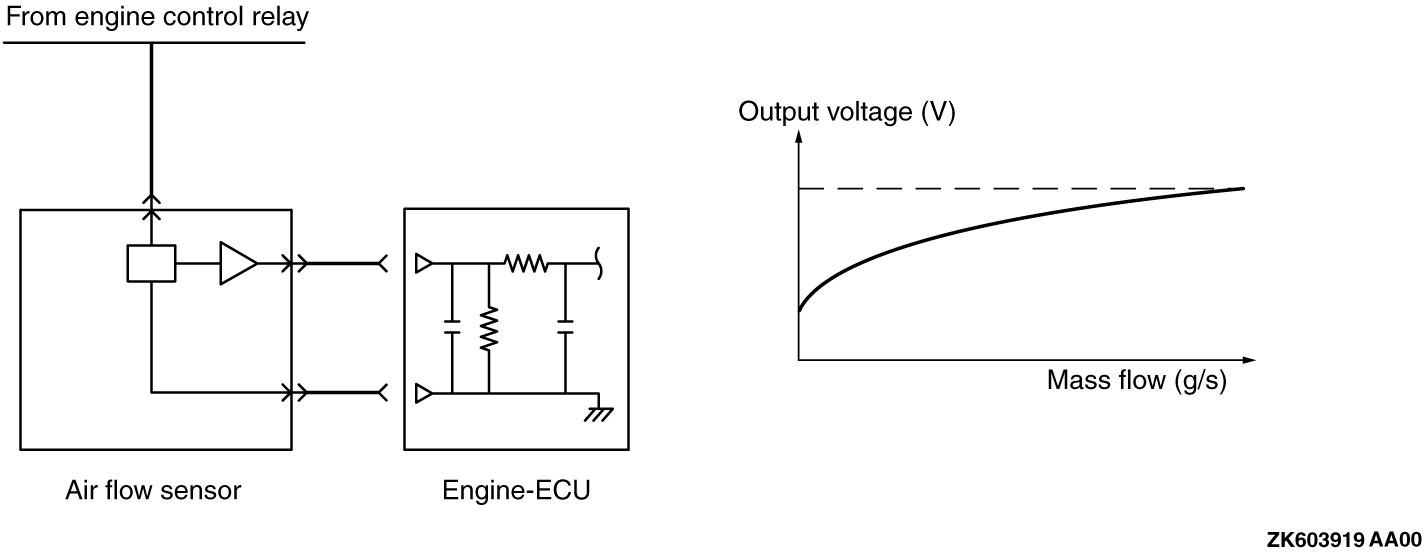 From engine control relay
Output voltage (V)
Mass flow (g/s)
Air flow sensor
Engine-ECU
ZK603919 AA00